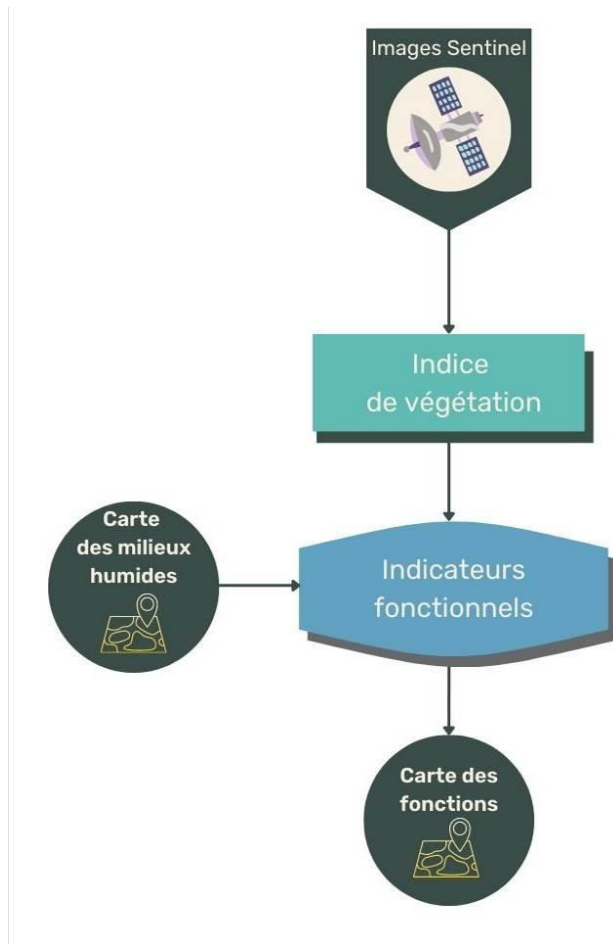 Images Sentinel
Indice
de végétation
Carte
des milieux
humides
Indicateurs
fonctionnels
Carte des
fonctions